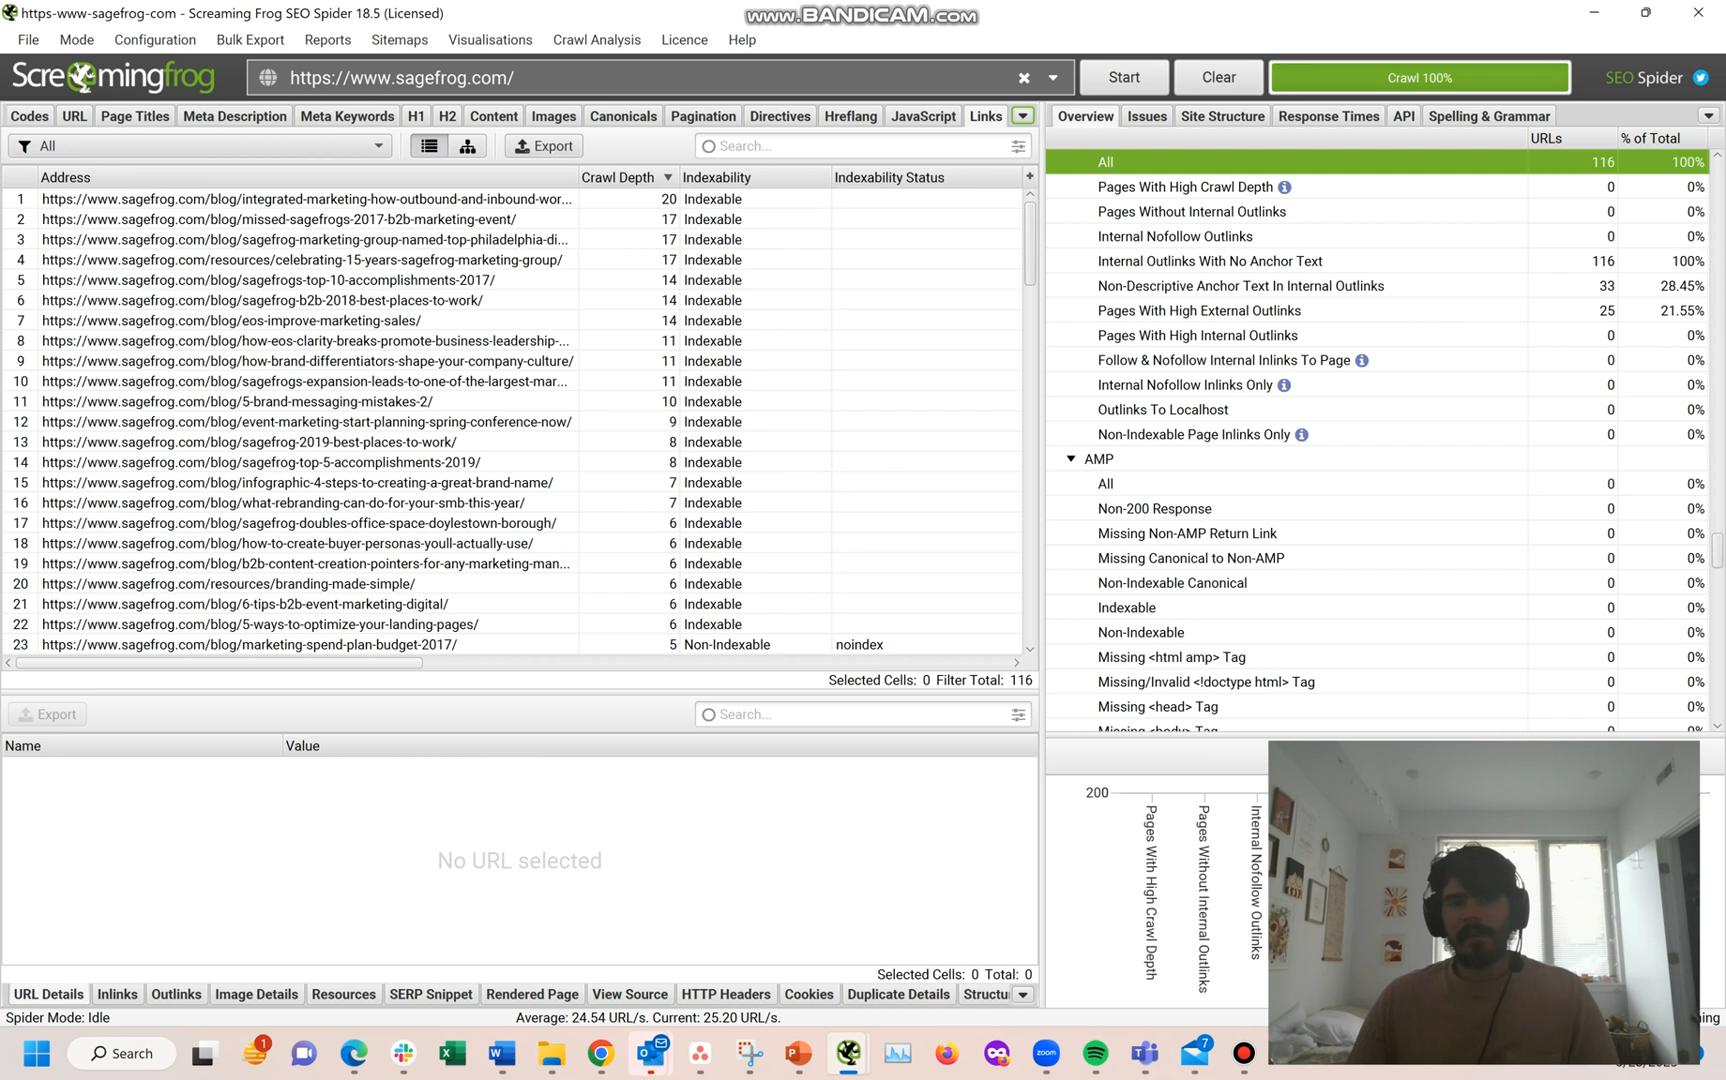 https-www-sagefrog-com - Screaming Frog SEO Spider 18.5 (Licensed)
www.BANDICAM.com
File Mode Configuration Bulk Export Reports Sitemaps Visualisations Crawl Analysis Licence Help
Screamingfrog
https://www.sagefrog.com/
Start
Clear
Crawl 100%
SEO Spider
Codes URL Page Titles Meta Description Meta Keywords H1 H2 Content Images Canonicals Pagination Directives Hreflang JavaScript Links
All
Export
Search...
Address Crawl Depth Indexability Indexability Status
1 https://www.sagefrog.com/blog/integrated-marketing-how-outbound-and-inbound-wor... 20 Indexable
2 https://www.sagefrog.com/blog/missed-sagefrogs-2017-b2b-marketing-event/ 17 Indexable
3 https://www.sagefrog.com/blog/sagefrog-marketing-group-named-top-philadelphia-di... 17 Indexable
4 https://www.sagefrog.com/resources/celebrating-15-years-sagefrog-marketing-group/ 17 Indexable
5 https://www.sagefrog.com/blog/sagefrogs-top-10-accomplishments-2017/ 14 Indexable
6 https://www.sagefrog.com/blog/sagefrog-b2b-2018-best-places-to-work/ 14 Indexable
7 https://www.sagefrog.com/blog/eos-improve-marketing-sales/ 14 Indexable
8 https://www.sagefrog.com/blog/how-eos-clarity-breaks-promote-business-leadership-... 11 Indexable
9 https://www.sagefrog.com/blog/how-brand-differentiators-shape-your-company-culture/ 11 Indexable
10 https://www.sagefrog.com/blog/sagefrogs-expansion-leads-to-one-of-the-largest-mar... 11 Indexable
11 https://www.sagefrog.com/blog/5-brand-messaging-mistakes-2/ 10 Indexable
12 https://www.sagefrog.com/blog/event-marketing-start-planning-spring-conference-now/ 9 Indexable
13 https://www.sagefrog.com/blog/sagefrog-2019-best-places-to-work/ 8 Indexable
14 https://www.sagefrog.com/blog/sagefrog-top-5-accomplishments-2019/ 8 Indexable
15 https://www.sagefrog.com/blog/infographic-4-steps-to-creating-a-great-brand-name/ 7 Indexable
16 https://www.sagefrog.com/blog/what-rebranding-can-do-for-your-smb-this-year/ 7 Indexable
17 https://www.sagefrog.com/blog/sagefrog-doubles-office-space-doylestown-borough/ 6 Indexable
18 https://www.sagefrog.com/blog/how-to-create-buyer-personas-youll-actually-use/ 6 Indexable
19 https://www.sagefrog.com/blog/b2b-content-creation-pointers-for-any-marketing-man... 6 Indexable
20 https://www.sagefrog.com/resources/branding-made-simple/ 6 Indexable
21 https://www.sagefrog.com/blog/6-tips-b2b-event-marketing-digital/ 6 Indexable
22 https://www.sagefrog.com/blog/5-ways-to-optimize-your-landing-pages/ 6 Indexable
23 https://www.sagefrog.com/blog/marketing-spend-plan-budget-2017/ 5 Non-Indexable noindex
Selected Cells: 0 Filter Total: 116
Export
Search...
Name Value
No URL selected
Selected Cells: 0 Total: 0
URL Details Inlinks Outlinks Image Details Resources SERP Snippet Rendered Page View Source HTTP Headers Cookies Duplicate Details Structu
Spider Mode: Idle
Average: 24.54 URL/s. Current: 25.20 URL/s.
Overview Issues Site Structure Response Times API Spelling & Grammar
URLs % of Total
All 116 100%
Pages With High Crawl Depth 0 0%
Pages Without Internal Outlinks 0 0%
Internal Nofollow Outlinks 0 0%
Internal Outlinks With No Anchor Text 116 100%
Non-Descriptive Anchor Text In Internal Outlinks 33 28.45%
Pages With High External Outlinks 25 21.55%
Pages With High Internal Outlinks 0 0%
Follow & Nofollow Internal Inlinks To Page 0 0%
Internal Nofollow Inlinks Only 0 0%
Outlinks To Localhost 0 0%
Non-Indexable Page Inlinks Only 0 0%
AMP
All 0 0%
Non-200 Response 0 0%
Missing Non-AMP Return Link 0 0%
Missing Canonical to Non-AMP 0 0%
Non-Indexable Canonical 0 0%
Indexable 0 0%
Non-Indexable 0 0%
Missing <html amp> Tag 0 0%
Missing/Invalid <!doctype html> Tag 0 0%
Missing <head> Tag 0 0%
Missing <body> Tag 0 0%
200
Pages With High Crawl Depth
Pages Without Internal Outlinks
Internal Nofollow Outlinks
Search
1
zoom
7